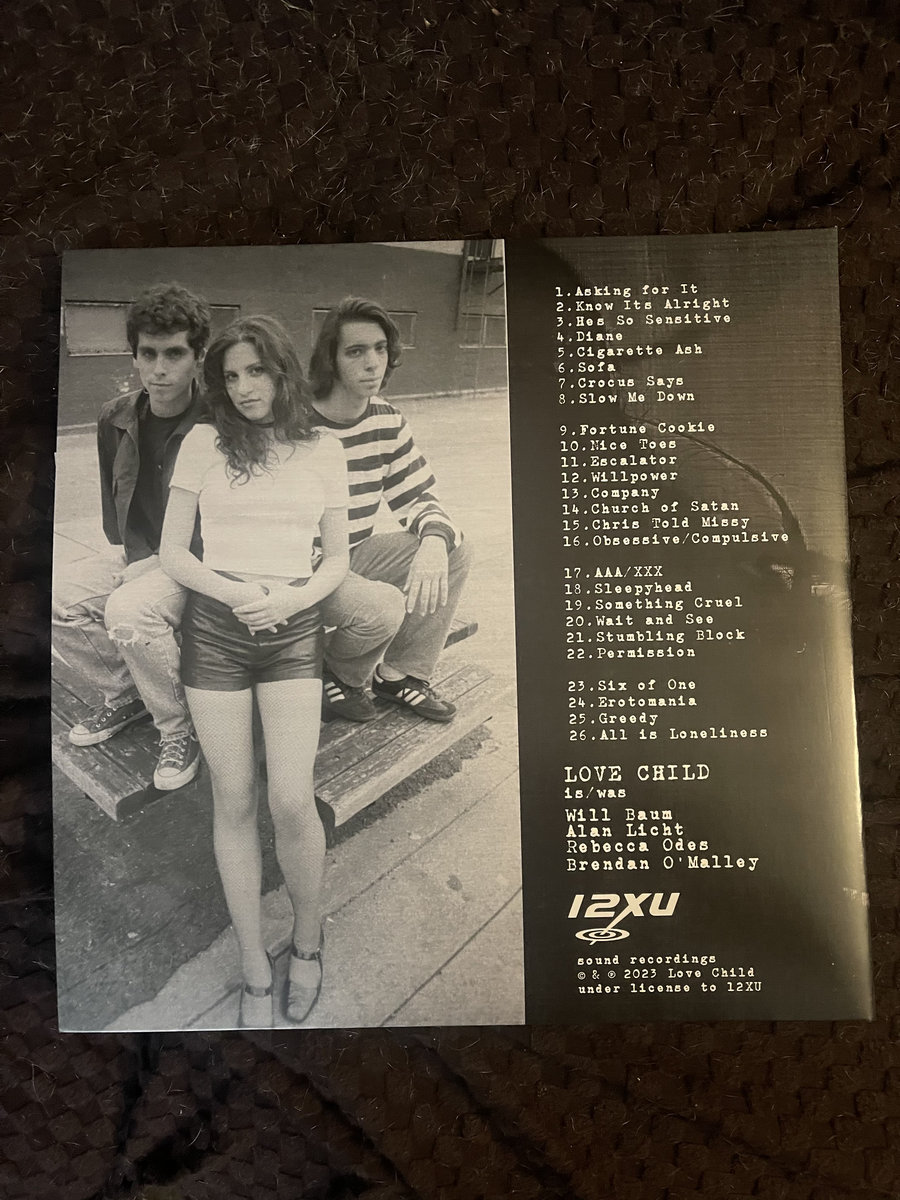 1.Asking for It
2.Know Its Alright
3.Hes So Sensitive
4.Diane
5.Cigarette Ash
6.Sofa
7.Crocus Says
8.Slow Me Down
9.Fortune Cookie
10.Nice Toes
11.Escalator
12.Willpower
13.Company
14.Church of Satan
15.Chris Told Missy
16.Obsessive/Compulsive
17.AAA/XXX
18.Sleepyhead
19.Something Cruel
20.Wait and See
21.Stumbling Block
22.Permission
23.Six of One
24.Erotomania
25.Greedy
26.All is Loneliness
LOVE CHILD
is/was
Will Baum
Alan Licht
Rebecca Odes
Brendan O'Malley
12XU
sound recordings
© & ℗ 2023 Love Child
under license to 12XU